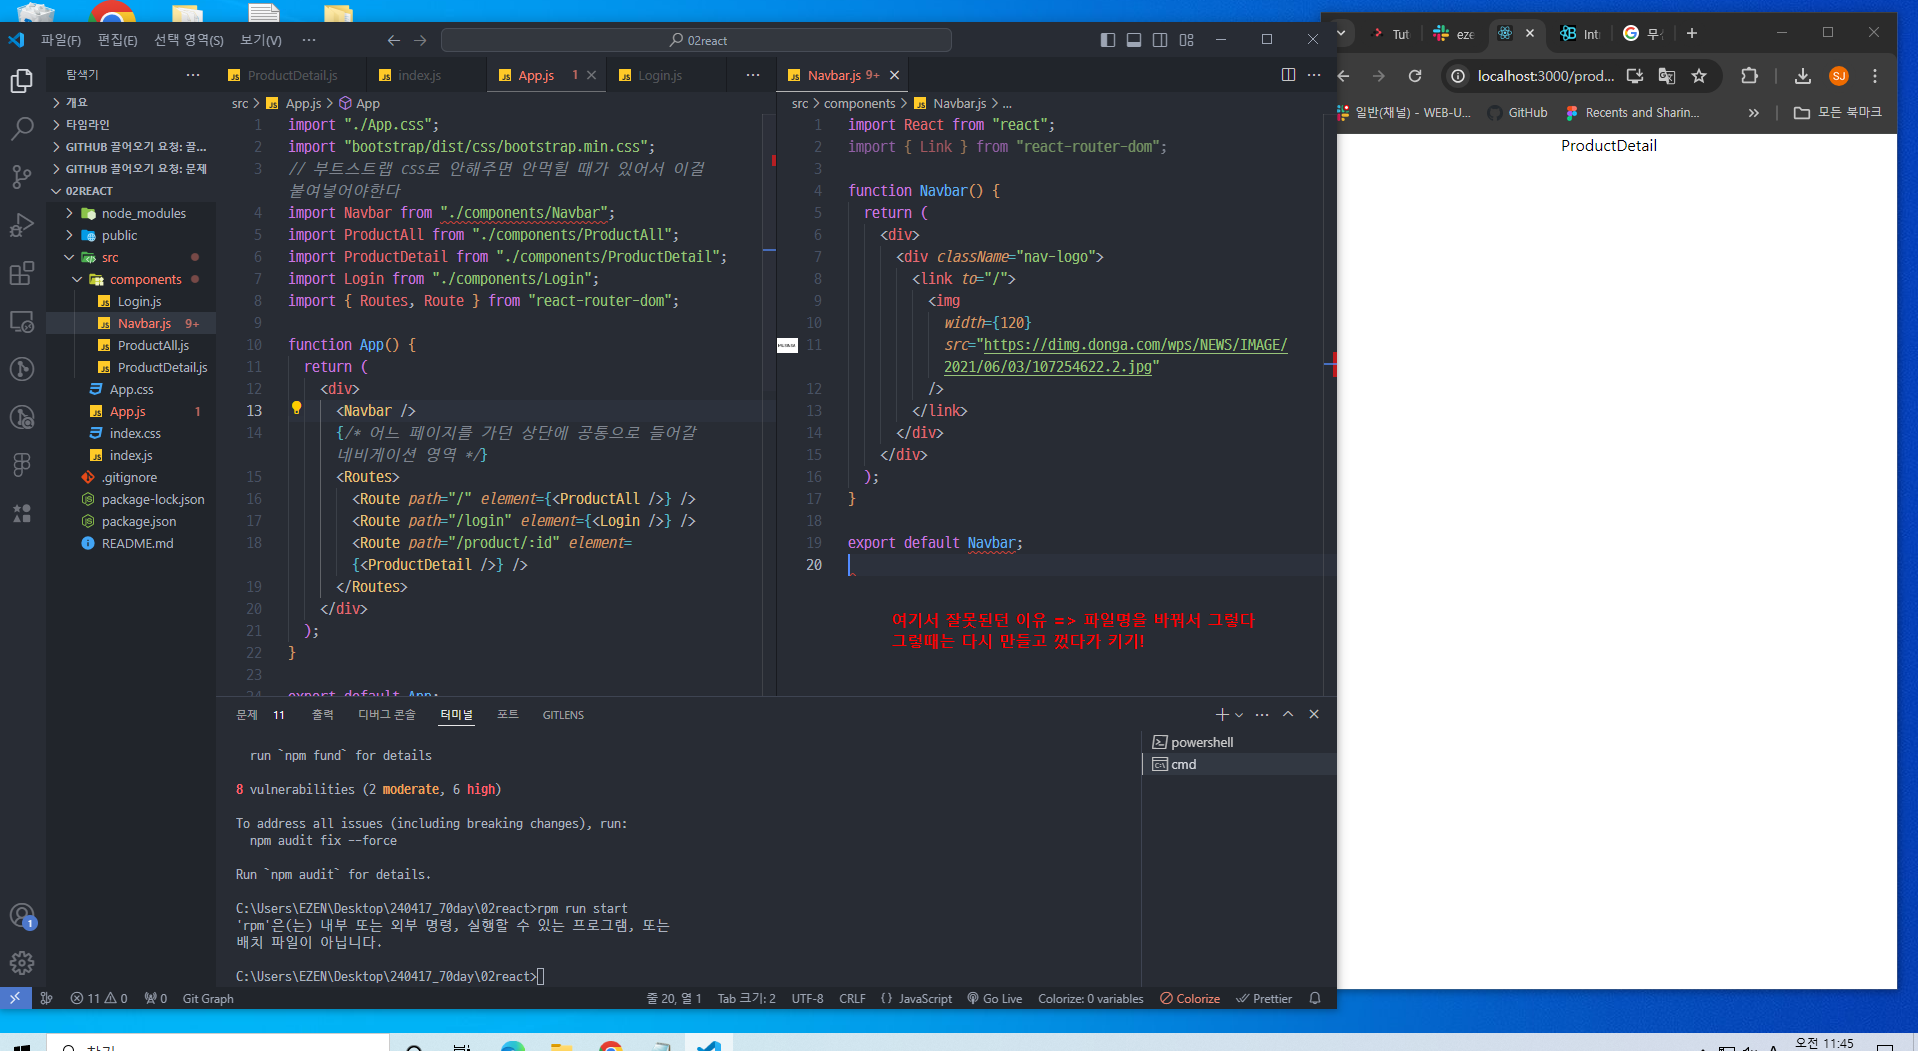 파일(F) 편집(E) 선택 영역(S) 보기(V) ···
02react
탐색기 ···
개요
타임라인
GITHUB 끌어오기 요청: 끌...
GITHUB 끌어오기 요청: 문제
02REACT
node_modules
public
src
components
Login.js
Navbar.js 9+
ProductAll.js
ProductDetail.js
App.css
App.js 1
index.css
index.js
.gitignore
package-lock.json
package.json
README.md
ProductDetail.js index.js App.js 1 Login.js ···
src > App.js > App
1 import "./App.css";
2 import "bootstrap/dist/css/bootstrap.min.css";
3 // 부트스트랩 css로 안해주면 안먹힐 때가 있어서 이걸
붙여넣어야한다
4 import Navbar from "./components/Navbar";
5 import ProductAll from "./components/ProductAll";
6 import ProductDetail from "./components/ProductDetail";
7 import Login from "./components/Login";
8 import { Routes, Route } from "react-router-dom";
9
10 function App() {
11 return (
12 <div>
13 <Navbar />
14 {/* 어느 페이지를 가던 상단에 공통으로 들어갈
네비게이션 영역 */}
15 <Routes>
16 <Route path="/" element={<ProductAll />} />
17 <Route path="/login" element={<Login />} />
18 <Route path="/product/:id" element=
{<ProductDetail />} />
19 </Routes>
20 </div>
21 );
22 }
23
24 export default App;
Navbar.js 9+ ···
src > components > Navbar.js > ...
1 import React from "react";
2 import { Link } from "react-router-dom";
3
4 function Navbar() {
5 return (
6 <div>
7 <div className="nav-logo">
8 <link to="/">
9 <img
10 width={120}
11 src="https://dimg.donga.com/wps/NEWS/IMAGE/
2021/06/03/107254622.2.jpg"
12 />
13 </link>
14 </div>
15 </div>
16 );
17 }
18
19 export default Navbar;
20
여기서 잘못된던 이유 => 파일명을 바꿔서 그렇다
그럴때는 다시 만들고 껐다가 키기!
문제 11 출력 디버그 콘솔 터미널 포트 GITLENS
run `npm fund` for details
8 vulnerabilities (2 moderate, 6 high)
To address all issues (including breaking changes), run:
npm audit fix --force
Run `npm audit` for details.
C:\Users\EZEN\Desktop\240417_70day\02react>rpm run start
'rpm'은(는) 내부 또는 외부 명령, 실행할 수 있는 프로그램, 또는
배치 파일이 아닙니다.
C:\Users\EZEN\Desktop\240417_70day\02react>
powershell
cmd
1
11 0 0 Git Graph 줄 20, 열 1 Tab 크기: 2 UTF-8 CRLF {} JavaScript Go Live Colorize: 0 variables Colorize Prettier
Tut eze Int 무
localhost:3000/prod... SJ
일반(채널) - WEB-U... GitHub Recents and Sharin... » 모든 북마크
ProductDetail
오전 11:45